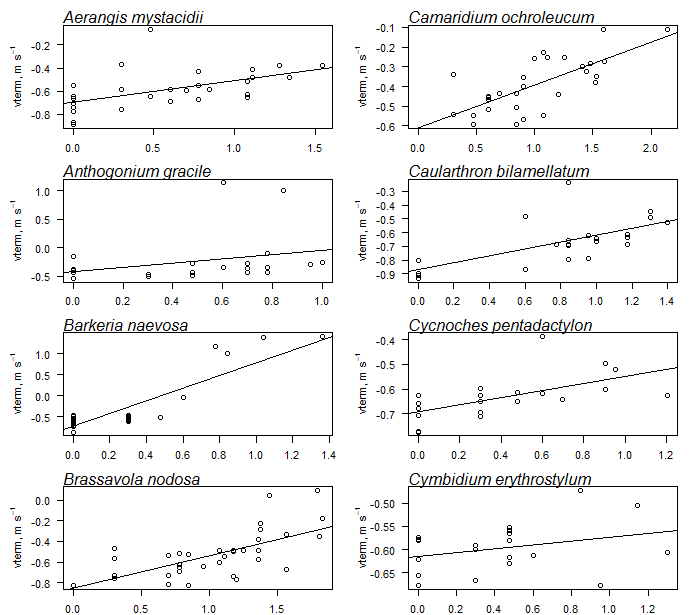 Aerangis mystacidii
Camaridium ochroleucum
vterm, m s⁻¹
-0.2
-0.4
-0.6
-0.8
0.0 0.5 1.0 1.5
-0.1
-0.2
-0.3
-0.4
-0.5
-0.6
0.0 0.5 1.0 1.5 2.0
Anthogonium gracile
Caularthron bilamellatum
vterm, m s⁻¹
1.0
0.5
0.0
-0.5
0.0 0.2 0.4 0.6 0.8 1.0
-0.3
-0.4
-0.5
-0.6
-0.7
-0.8
-0.9
0.0 0.2 0.4 0.6 0.8 1.0 1.2 1.4
Barkeria naevosa
Cycnoches pentadactylon
vterm, m s⁻¹
1.0
0.5
0.0
-0.5
0.0 0.2 0.4 0.6 0.8 1.0 1.2 1.4
-0.4
-0.5
-0.6
-0.7
0.0 0.2 0.4 0.6 0.8 1.0 1.2
Brassavola nodosa
Cymbidium erythrostylum
vterm, m s⁻¹
0.0
-0.2
-0.4
-0.6
-0.8
0.0 0.5 1.0 1.5
-0.50
-0.55
-0.60
-0.65
0.0 0.2 0.4 0.6 0.8 1.0 1.2